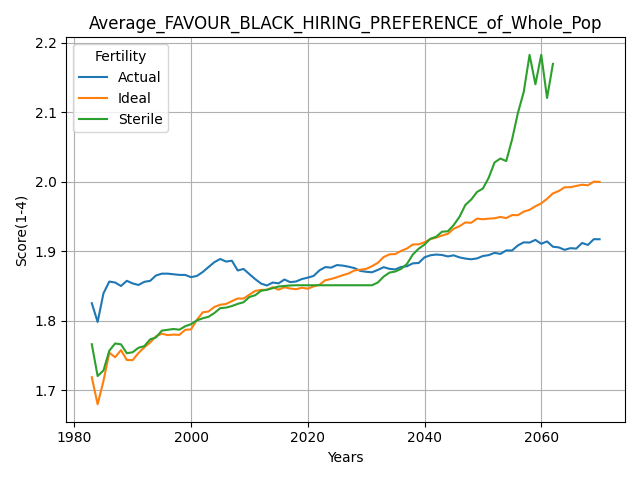 Average_FAVOUR_BLACK_HIRING_PREFERENCE_of_Whole_Pop
Fertility
Actual
Ideal
Sterile
Score(1-4)
2.2
2.1
2.0
1.9
1.8
1.7
1980
2000
2020
2040
2060
Years